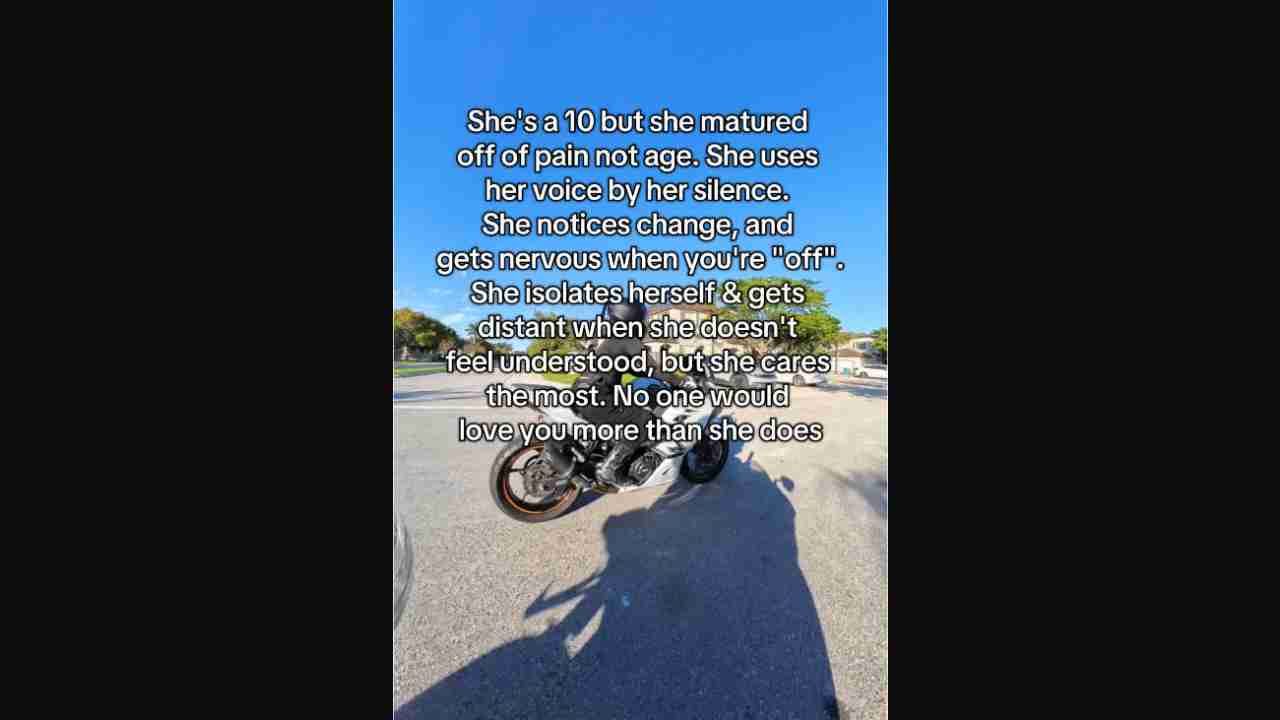 She's a 10 but she matured
off of pain not age. She uses
her voice by her silence.
She notices change, and
gets nervous when you're "off".
She isolates herself & gets
distant when she doesn't
feel understood, but she cares
the most. No one would
love you more than she does